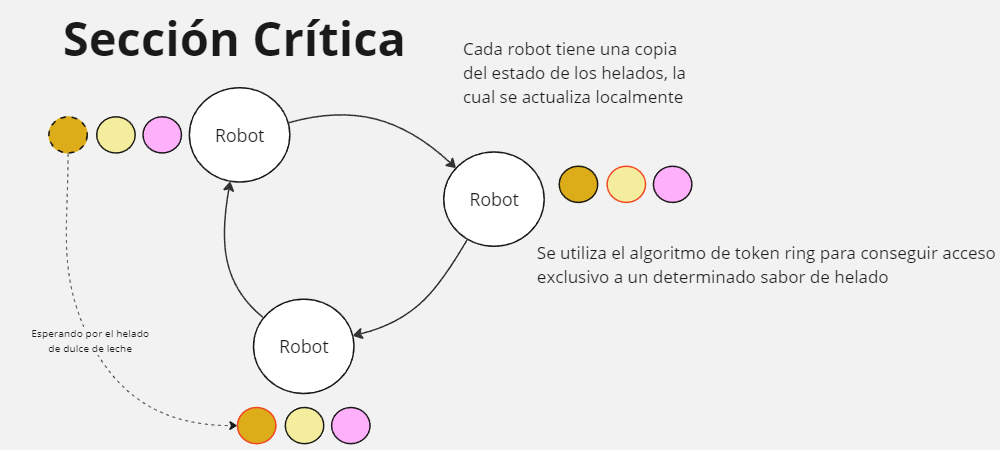 Sección Crítica
Cada robot tiene una copia
del estado de los helados, la
cual se actualiza localmente
Robot
Robot
Se utiliza el algoritmo de token ring para conseguir acceso
exclusivo a un determinado sabor de helado
Esperando por el helado
de dulce de leche
Robot